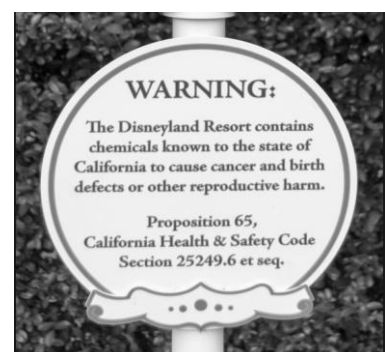 WARNING:
The Disneyland Resort contains
chemicals known to the state of
California to cause cancer and birth
defects or other reproductive harm.
Proposition 65,
California Health & Safety Code
Section 25249.6 et seq.